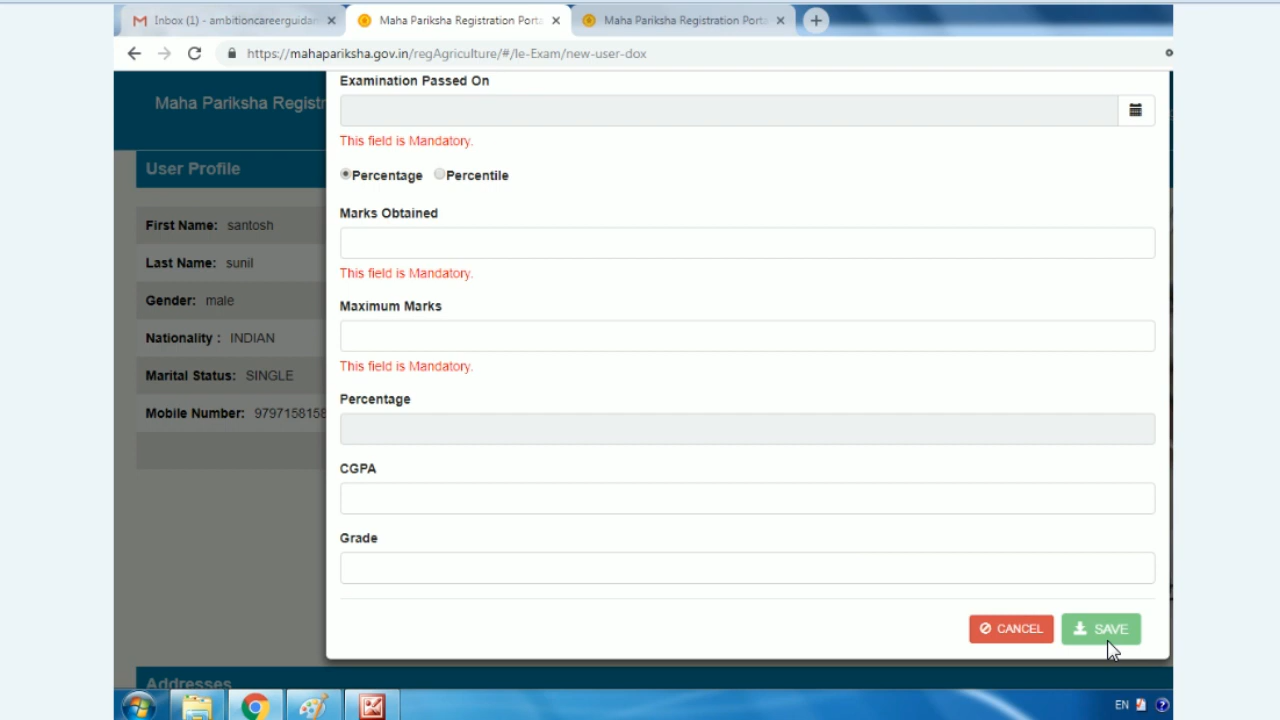 Inbox (1) - ambitioncareerguidan
Maha Pariksha Registration Porta
Maha Pariksha Registration Porta
https://mahapariksha.gov.in/regAgriculture/#/le-Exam/new-user-dox
Examination Passed On
Maha Pariksha Registr
This field is Mandatory.
User Profile
Percentage Percentile
Marks Obtained
First Name: santosh
Last Name: sunil
This field is Mandatory.
Gender: male
Maximum Marks
Nationality : INDIAN
This field is Mandatory.
Marital Status: SINGLE
Percentage
Mobile Number: 979715815
CGPA
Grade
CANCEL
SAVE
Addresses
EN